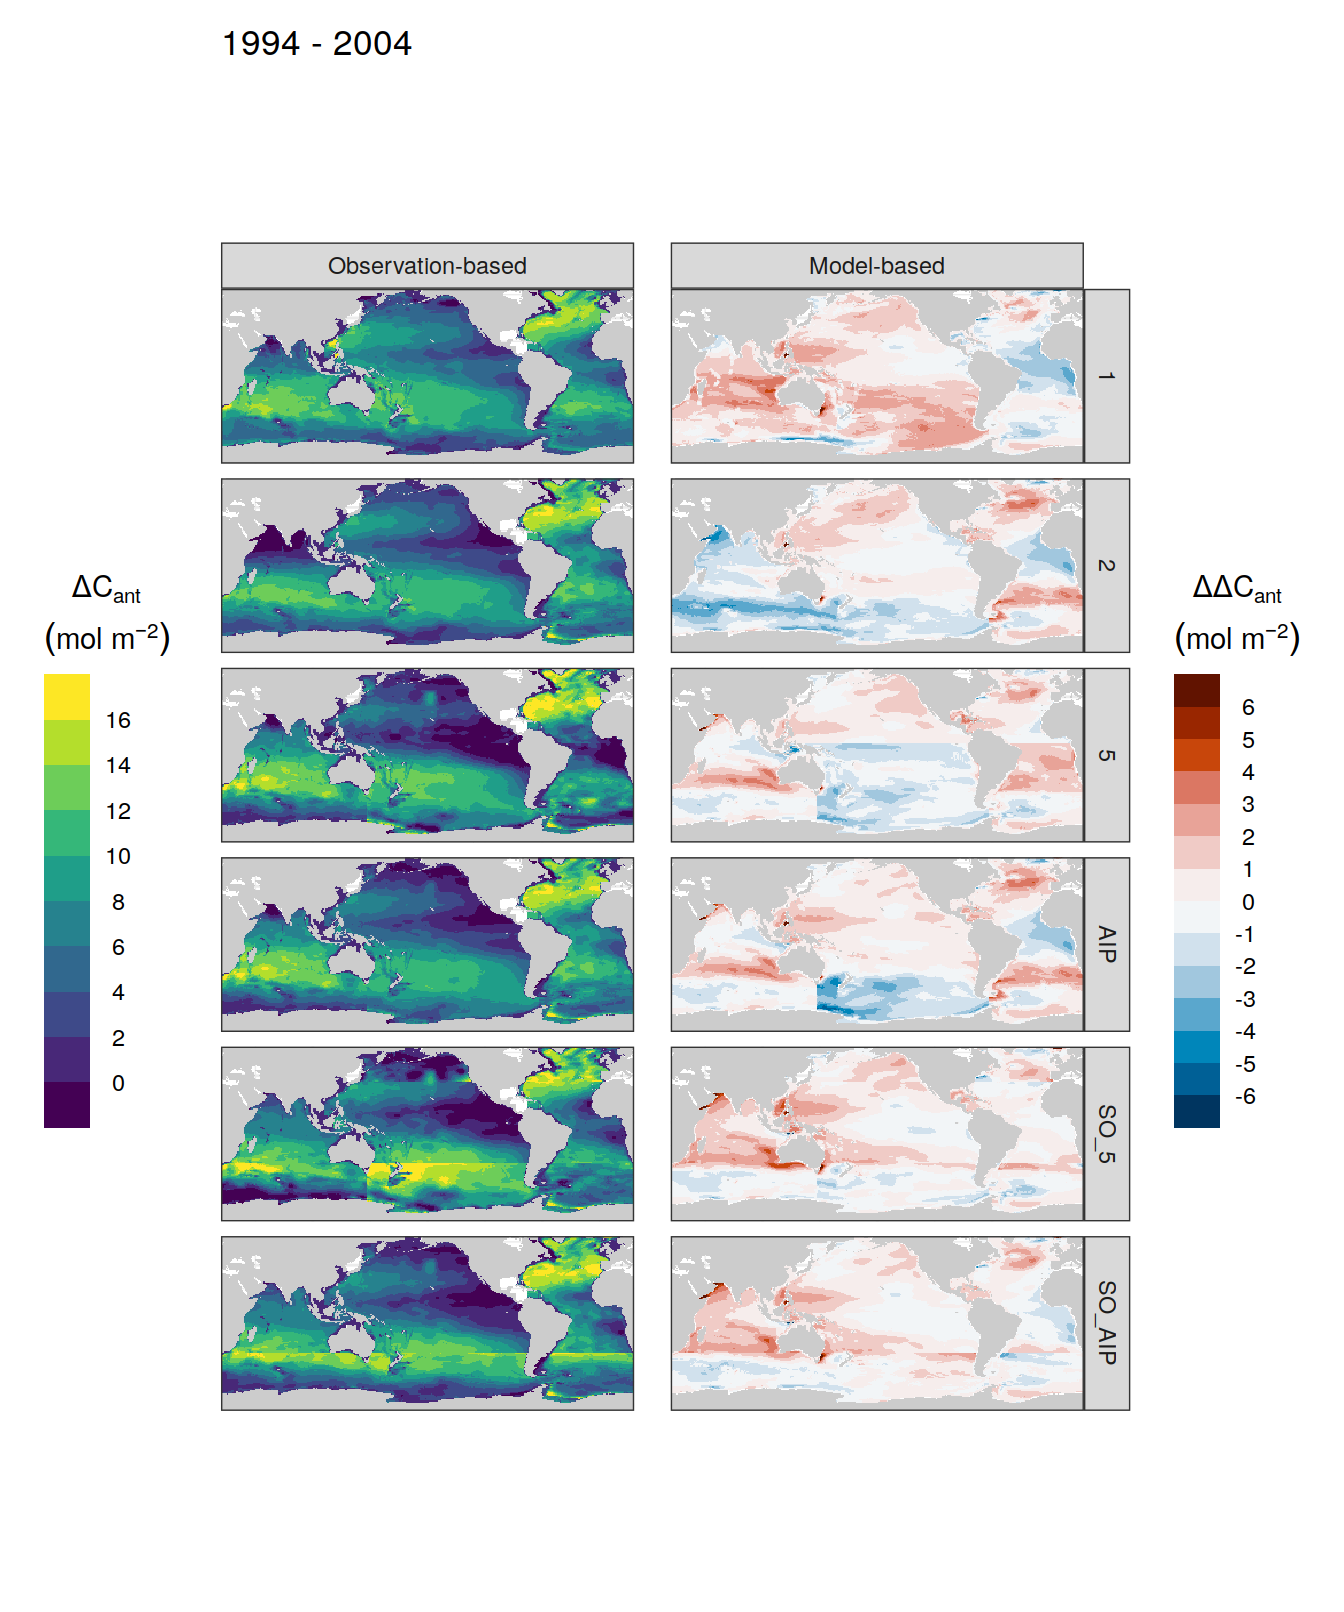 1994 - 2004
Observation-based
Model-based
1
2
5
AIP
SO_5
SO_AIP
ΔC_ant
(mol m⁻²)
16
14
12
10
8
6
4
2
0
ΔΔC_ant
(mol m⁻²)
6
5
4
3
2
1
0
-1
-2
-3
-4
-5
-6